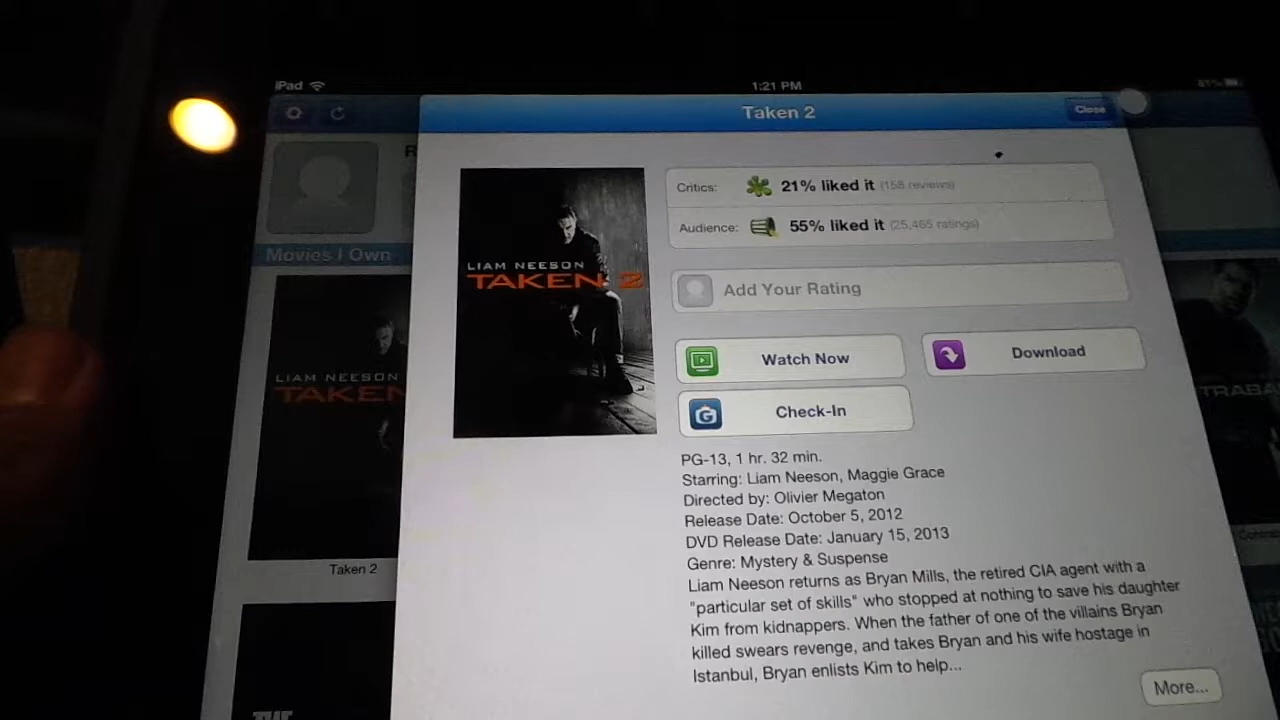 iPad
1:21 PM
Taken 2
Close
Critics:
21% liked it (158 reviews)
Audience:
55% liked it (25,465 ratings)
LIAM NEESON
TAKEN 2
Add Your Rating
Watch Now
Download
Check-In
PG-13, 1 hr. 32 min.
Starring: Liam Neeson, Maggie Grace
Directed by: Olivier Megaton
Release Date: October 5, 2012
DVD Release Date: January 15, 2013
Genre: Mystery & Suspense
Liam Neeson returns as Bryan Mills, the retired CIA agent with a
"particular set of skills" who stopped at nothing to save his daughter
Kim from kidnappers. When the father of one of the villains Bryan
killed swears revenge, and takes Bryan and his wife hostage in
Istanbul, Bryan enlists Kim to help...
More...
Movies I Own
LIAM NEESON
TAKEN
Taken 2
THE